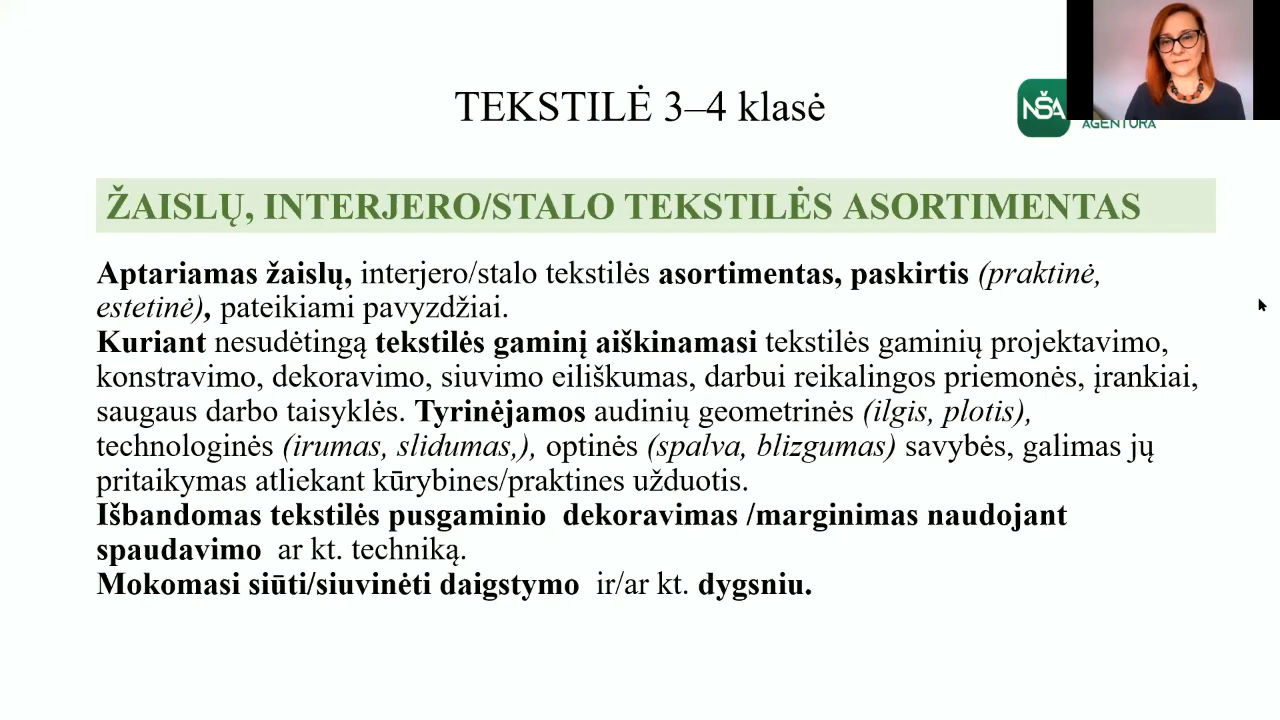 TEKSTILĖ 3–4 klasė
NŠA
AGENTŪRA
ŽAISLŲ, INTERJERO/STALO TEKSTILĖS ASORTIMENTAS
Aptariamas žaislų, interjero/stalo tekstilės asortimentas, paskirtis (praktinė,
estetinė), pateikiami pavyzdžiai.
Kuriant nesudėtingą tekstilės gaminį aiškinamasi tekstilės gaminių projektavimo,
konstravimo, dekoravimo, siuvimo eiliškumas, darbui reikalingos priemonės, įrankiai,
saugaus darbo taisyklės. Tyrinėjamos audinių geometrinės (ilgis, plotis),
technologinės (irumas, slidumas,), optinės (spalva, blizgumas) savybės, galimas jų
pritaikymas atliekant kūrybines/praktines užduotis.
Išbandomas tekstilės pusgaminio dekoravimas /marginimas naudojant
spaudavimo ar kt. techniką.
Mokomasi siūti/siuvinėti daigstymo ir/ar kt. dygsniu.